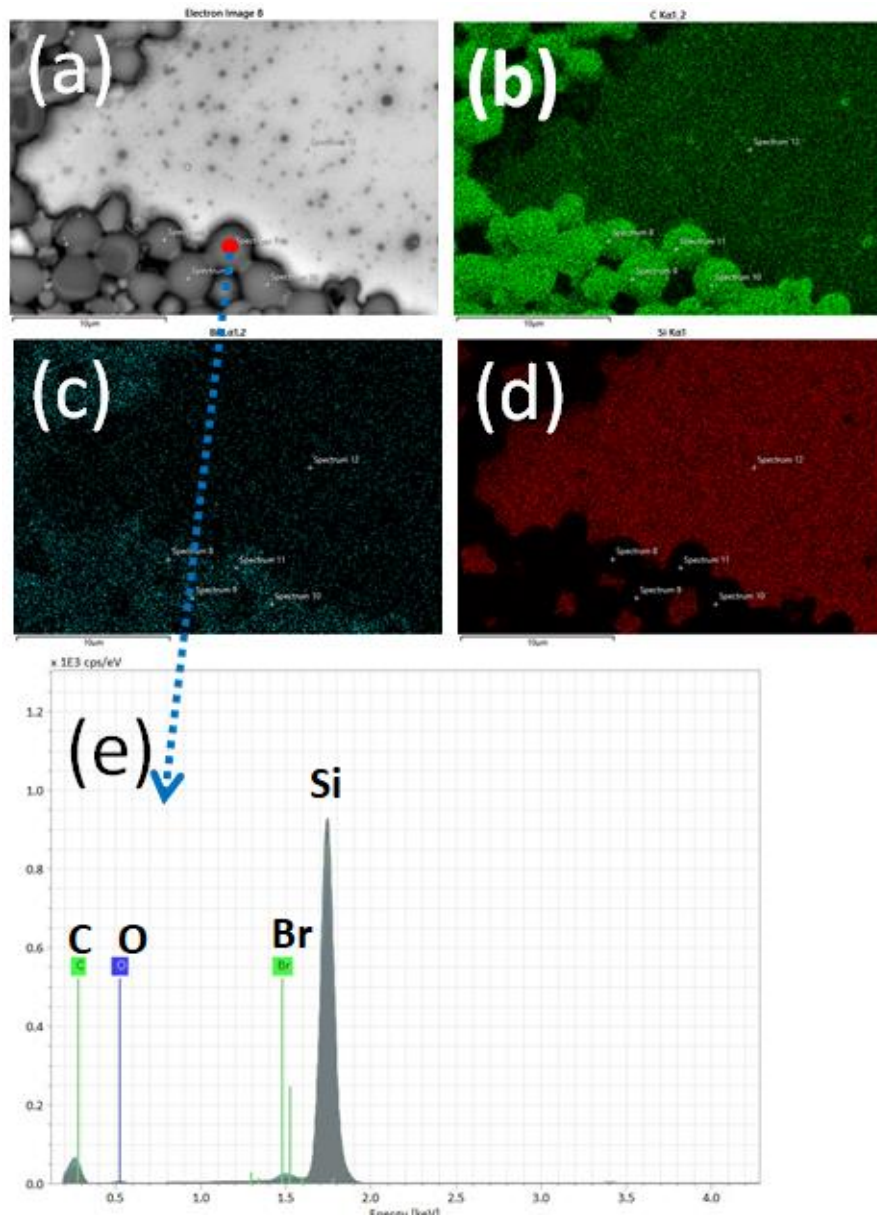 Electron Image 8
C Kα1,2
(a)
(b)
Spectrum 12
Spectrum 8
Spectrum 11
Spectrum 9
Spectrum 10
10μm
10μm
Si Kα1
(c)
(d)
Spectrum 12
Spectrum 12
Spectrum 8
Spectrum 11
Spectrum 9
Spectrum 10
Spectrum 8
Spectrum 11
Spectrum 9
Spectrum 10
10μm
10μm
x 1E3 cps/eV
(e)
1.2
1.0
Si
0.8
C O Br
C O Br
0.6
0.4
0.2
0.0
0.5 1.0 1.5 2.0 2.5 3.0 3.5 4.0
Energy [keV]